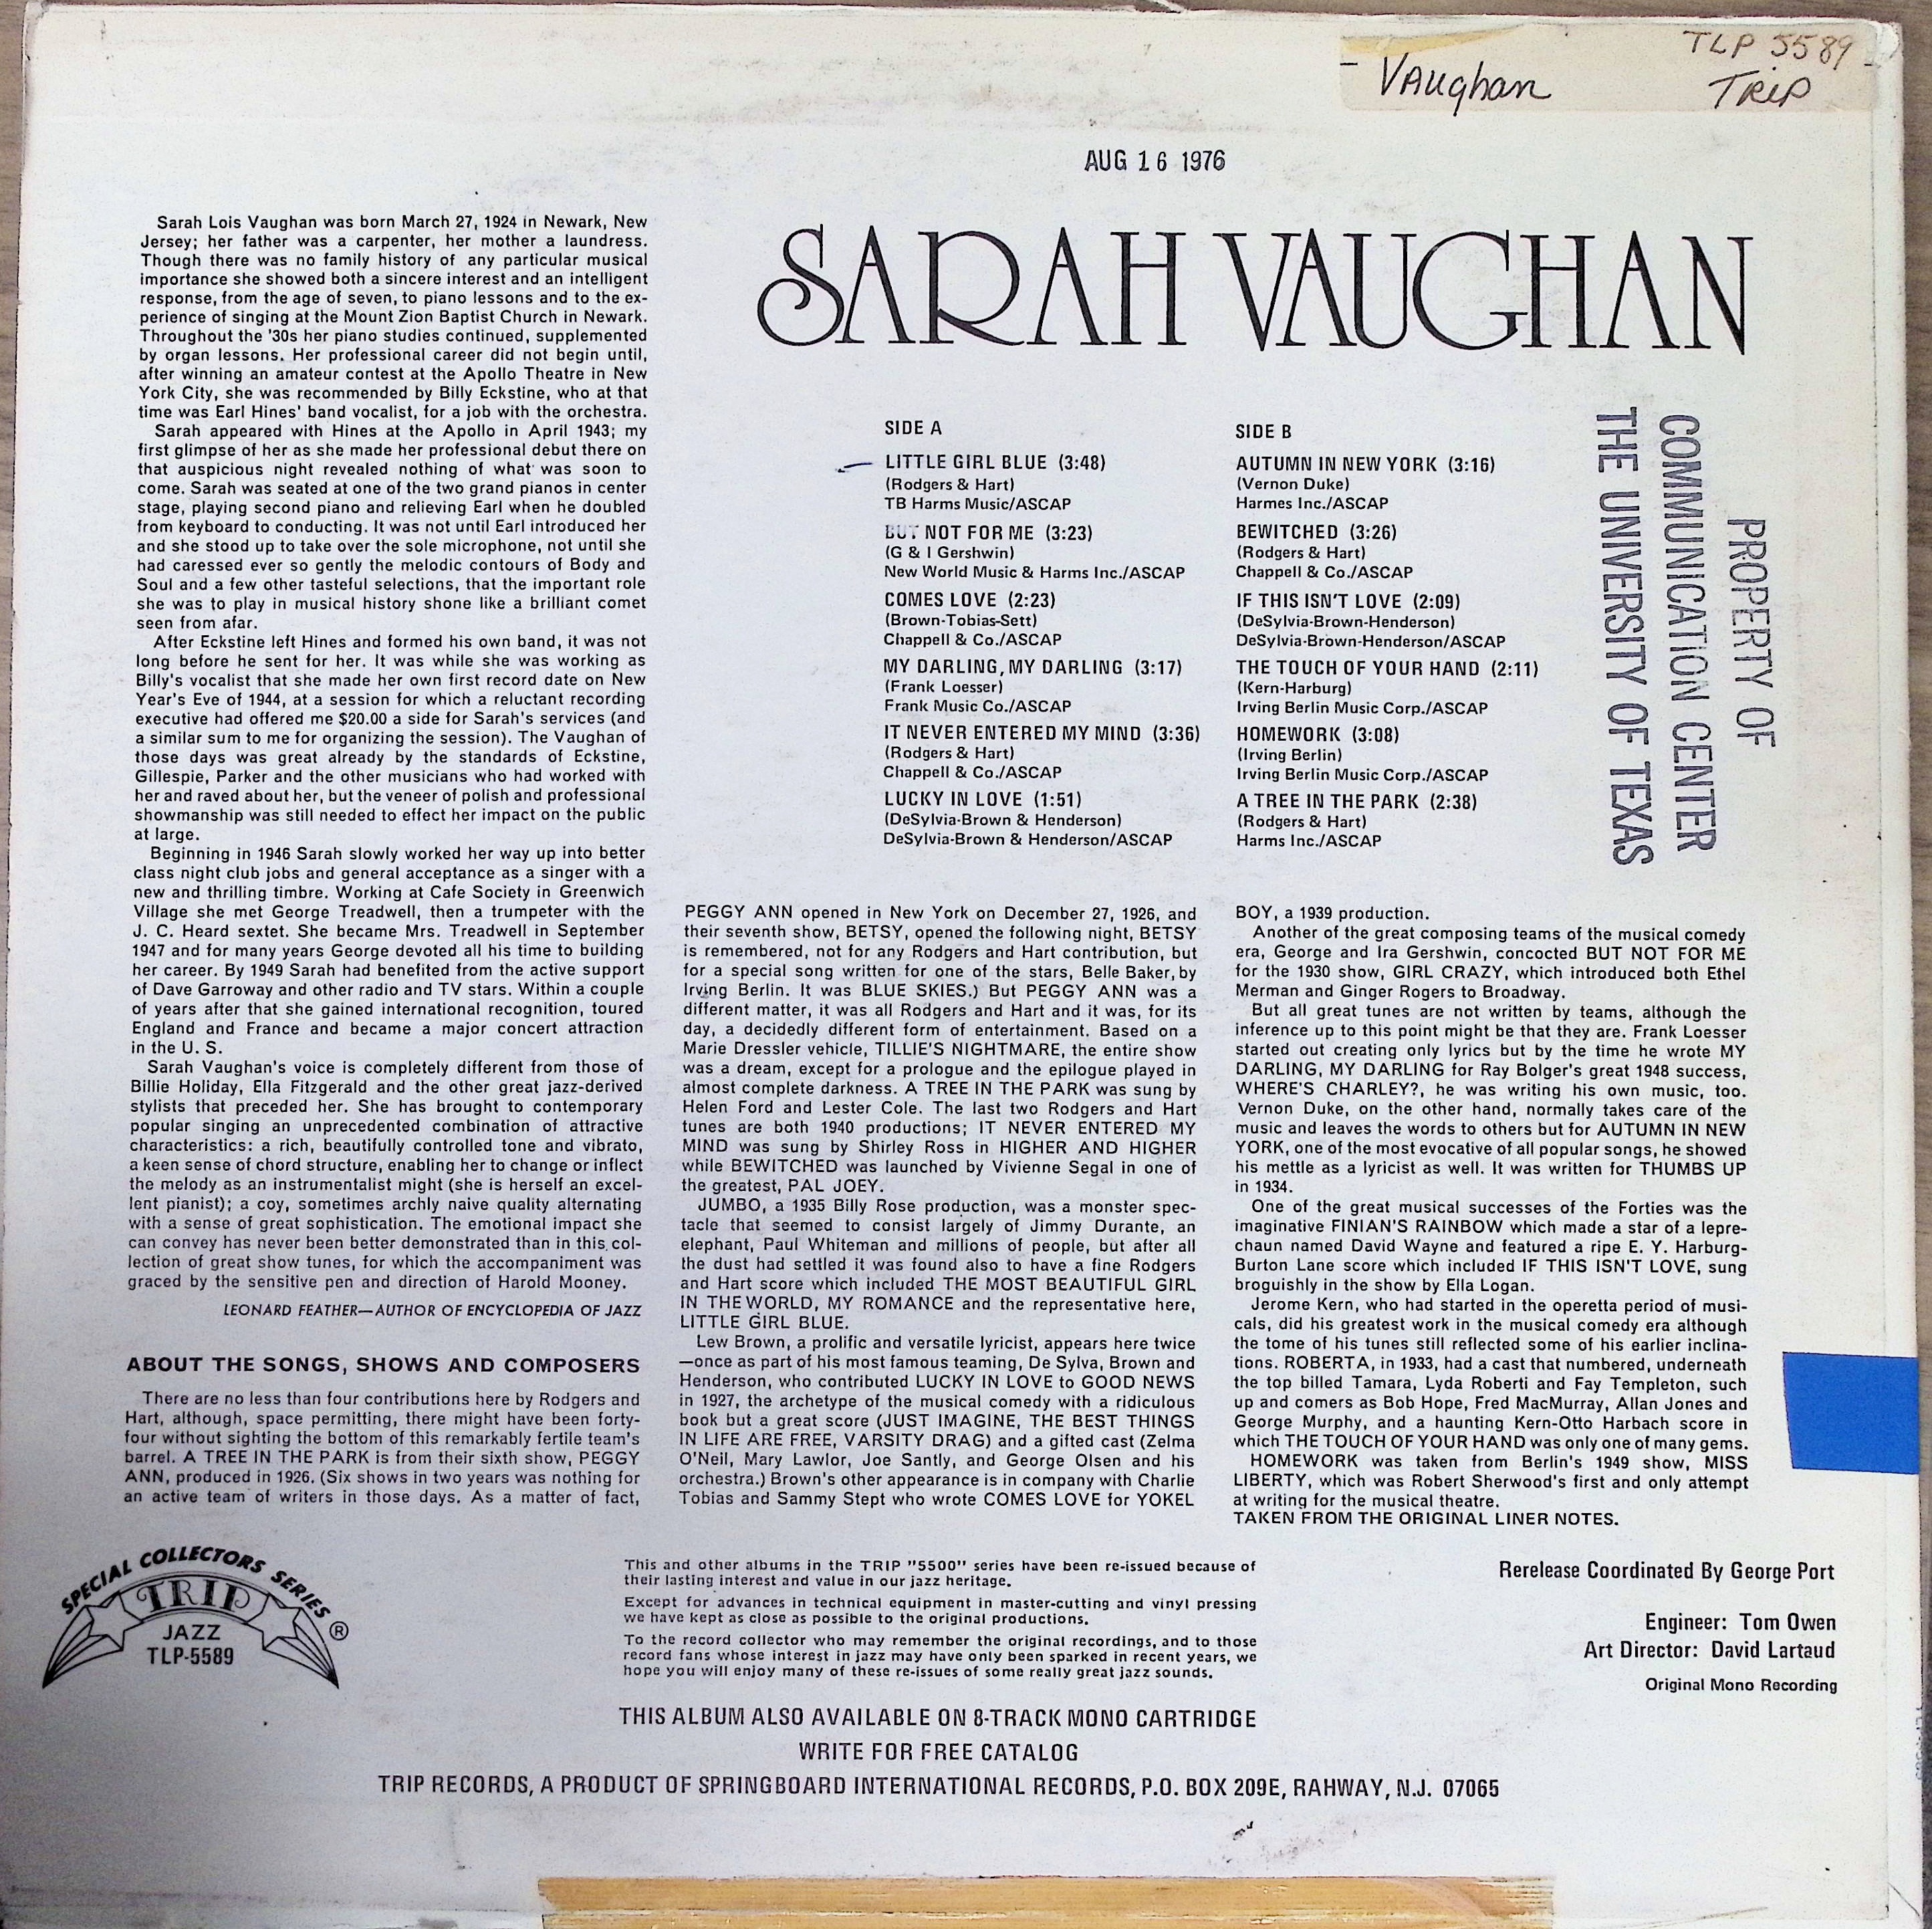 TLP 5589
- Vaughan
TRIP
AUG 16 1976
SARAH VAUGHAN
Sarah Lois Vaughan was born March 27, 1924 in Newark, New
Jersey; her father was a carpenter, her mother a laundress.
Though there was no family history of any particular musical
importance she showed both a sincere interest and an intelligent
response, from the age of seven, to piano lessons and to the ex-
perience of singing at the Mount Zion Baptist Church in Newark.
Throughout the '30s her piano studies continued, supplemented
by organ lessons. Her professional career did not begin until,
after winning an amateur contest at the Apollo Theatre in New
York City, she was recommended by Billy Eckstine, who at that
time was Earl Hines' band vocalist, for a job with the orchestra.
Sarah appeared with Hines at the Apollo in April 1943; my
first glimpse of her as she made her professional debut there on
that auspicious night revealed nothing of what was soon to
come. Sarah was seated at one of the two grand pianos in center
stage, playing second piano and relieving Earl when he doubled
from keyboard to conducting. It was not until Earl introduced her
and she stood up to take over the sole microphone, not until she
had caressed ever so gently the melodic contours of Body and
Soul and a few other tasteful selections, that the important role
she was to play in musical history shone like a brilliant comet
seen from afar.
After Eckstine left Hines and formed his own band, it was not
long before he sent for her. It was while she was working as
Billy's vocalist that she made her own first record date on New
Year's Eve of 1944, at a session for which a reluctant recording
executive had offered me $20.00 a side for Sarah's services (and
a similar sum to me for organizing the session). The Vaughan of
those days was great already by the standards of Eckstine,
Gillespie, Parker and the other musicians who had worked with
her and raved about her, but the veneer of polish and professional
showmanship was still needed to effect her impact on the public
at large.
Beginning in 1946 Sarah slowly worked her way up into better
class night club jobs and general acceptance as a singer with a
new and thrilling timbre. Working at Cafe Society in Greenwich
Village she met George Treadwell, then a trumpeter with the
J. C. Heard sextet. She became Mrs. Treadwell in September
1947 and for many years George devoted all his time to building
her career. By 1949 Sarah had benefited from the active support
of Dave Garroway and other radio and TV stars. Within a couple
of years after that she gained international recognition, toured
England and France and became a major concert attraction
in the U. S.
Sarah Vaughan's voice is completely different from those of
Billie Holiday, Ella Fitzgerald and the other great jazz-derived
stylists that preceded her. She has brought to contemporary
popular singing an unprecedented combination of attractive
characteristics: a rich, beautifully controlled tone and vibrato,
a keen sense of chord structure, enabling her to change or inflect
the melody as an instrumentalist might (she is herself an excel-
lent pianist); a coy, sometimes archly naive quality alternating
with a sense of great sophistication. The emotional impact she
can convey has never been better demonstrated than in this col-
lection of great show tunes, for which the accompaniment was
graced by the sensitive pen and direction of Harold Mooney.
LEONARD FEATHER—AUTHOR OF ENCYCLOPEDIA OF JAZZ
SIDE A
LITTLE GIRL BLUE (3:48)
(Rodgers & Hart)
TB Harms Music/ASCAP
BUT NOT FOR ME (3:23)
(G & I Gershwin)
New World Music & Harms Inc./ASCAP
COMES LOVE (2:23)
(Brown-Tobias-Sett)
Chappell & Co./ASCAP
MY DARLING, MY DARLING (3:17)
(Frank Loesser)
Frank Music Co./ASCAP
IT NEVER ENTERED MY MIND (3:36)
(Rodgers & Hart)
Chappell & Co./ASCAP
LUCKY IN LOVE (1:51)
(DeSylvia-Brown & Henderson)
DeSylvia-Brown & Henderson/ASCAP
SIDE B
AUTUMN IN NEW YORK (3:16)
(Vernon Duke)
Harmes Inc./ASCAP
BEWITCHED (3:26)
(Rodgers & Hart)
Chappell & Co./ASCAP
IF THIS ISN'T LOVE (2:09)
(DeSylvia-Brown-Henderson)
DeSylvia-Brown-Henderson/ASCAP
THE TOUCH OF YOUR HAND (2:11)
(Kern-Harburg)
Irving Berlin Music Corp./ASCAP
HOMEWORK (3:08)
(Irving Berlin)
Irving Berlin Music Corp./ASCAP
A TREE IN THE PARK (2:38)
(Rodgers & Hart)
Harms Inc./ASCAP
PROPERTY OF
COMMUNICATION CENTER
THE UNIVERSITY OF TEXAS
ABOUT THE SONGS, SHOWS AND COMPOSERS
There are no less than four contributions here by Rodgers and
Hart, although, space permitting, there might have been forty-
four without sighting the bottom of this remarkably fertile team's
barrel. A TREE IN THE PARK is from their sixth show, PEGGY
ANN, produced in 1926. (Six shows in two years was nothing for
an active team of writers in those days. As a matter of fact,
PEGGY ANN opened in New York on December 27, 1926, and
their seventh show, BETSY, opened the following night, BETSY
is remembered, not for any Rodgers and Hart contribution, but
for a special song written for one of the stars, Belle Baker, by
Irving Berlin. It was BLUE SKIES.) But PEGGY ANN was a
different matter, it was all Rodgers and Hart and it was, for its
day, a decidedly different form of entertainment. Based on a
Marie Dressler vehicle, TILLIE'S NIGHTMARE, the entire show
was a dream, except for a prologue and the epilogue played in
almost complete darkness. A TREE IN THE PARK was sung by
Helen Ford and Lester Cole. The last two Rodgers and Hart
tunes are both 1940 productions; IT NEVER ENTERED MY
MIND was sung by Shirley Ross in HIGHER AND HIGHER
while BEWITCHED was launched by Vivienne Segal in one of
the greatest, PAL JOEY.
JUMBO, a 1935 Billy Rose production, was a monster spec-
tacle that seemed to consist largely of Jimmy Durante, an
elephant, Paul Whiteman and millions of people, but after all
the dust had settled it was found also to have a fine Rodgers
and Hart score which included THE MOST BEAUTIFUL GIRL
IN THE WORLD, MY ROMANCE and the representative here,
LITTLE GIRL BLUE.
Lew Brown, a prolific and versatile lyricist, appears here twice
—once as part of his most famous teaming, De Sylva, Brown and
Henderson, who contributed LUCKY IN LOVE to GOOD NEWS
in 1927, the archetype of the musical comedy with a ridiculous
book but a great score (JUST IMAGINE, THE BEST THINGS
IN LIFE ARE FREE, VARSITY DRAG) and a gifted cast (Zelma
O'Neil, Mary Lawlor, Joe Santly, and George Olsen and his
orchestra.) Brown's other appearance is in company with Charlie
Tobias and Sammy Stept who wrote COMES LOVE for YOKEL
BOY, a 1939 production.
Another of the great composing teams of the musical comedy
era, George and Ira Gershwin, concocted BUT NOT FOR ME
for the 1930 show, GIRL CRAZY, which introduced both Ethel
Merman and Ginger Rogers to Broadway.
But all great tunes are not written by teams, although the
inference up to this point might be that they are. Frank Loesser
started out creating only lyrics but by the time he wrote MY
DARLING, MY DARLING for Ray Bolger's great 1948 success,
WHERE'S CHARLEY?, he was writing his own music, too.
Vernon Duke, on the other hand, normally takes care of the
music and leaves the words to others but for AUTUMN IN NEW
YORK, one of the most evocative of all popular songs, he showed
his mettle as a lyricist as well. It was written for THUMBS UP
in 1934.
One of the great musical successes of the Forties was the
imaginative FINIAN'S RAINBOW which made a star of a lepre-
chaun named David Wayne and featured a ripe E. Y. Harburg-
Burton Lane score which included IF THIS ISN'T LOVE, sung
broguishly in the show by Ella Logan.
Jerome Kern, who had started in the operetta period of musi-
cals, did his greatest work in the musical comedy era although
the tome of his tunes still reflected some of his earlier inclina-
tions. ROBERTA, in 1933, had a cast that numbered, underneath
the top billed Tamara, Lyda Roberti and Fay Templeton, such
up and comers as Bob Hope, Fred MacMurray, Allan Jones and
George Murphy, and a haunting Kern-Otto Harbach score in
which THE TOUCH OF YOUR HAND was only one of many gems.
HOMEWORK was taken from Berlin's 1949 show, MISS
LIBERTY, which was Robert Sherwood's first and only attempt
at writing for the musical theatre.
TAKEN FROM THE ORIGINAL LINER NOTES.
SPECIAL COLLECTORS SERIES
TRIP
JAZZ ®
TLP-5589
This and other albums in the TRIP "5500" series have been re-issued because of
their lasting interest and value in our jazz heritage.
Except for advances in technical equipment in master-cutting and vinyl pressing
we have kept as close as possible to the original productions.
To the record collector who may remember the original recordings, and to those
record fans whose interest in jazz may have only been sparked in recent years, we
hope you will enjoy many of these re-issues of some really great jazz sounds.
Rerelease Coordinated By George Port
Engineer: Tom Owen
Art Director: David Lartaud
Original Mono Recording
THIS ALBUM ALSO AVAILABLE ON 8-TRACK MONO CARTRIDGE
WRITE FOR FREE CATALOG
TRIP RECORDS, A PRODUCT OF SPRINGBOARD INTERNATIONAL RECORDS, P.O. BOX 209E, RAHWAY, N.J. 07065